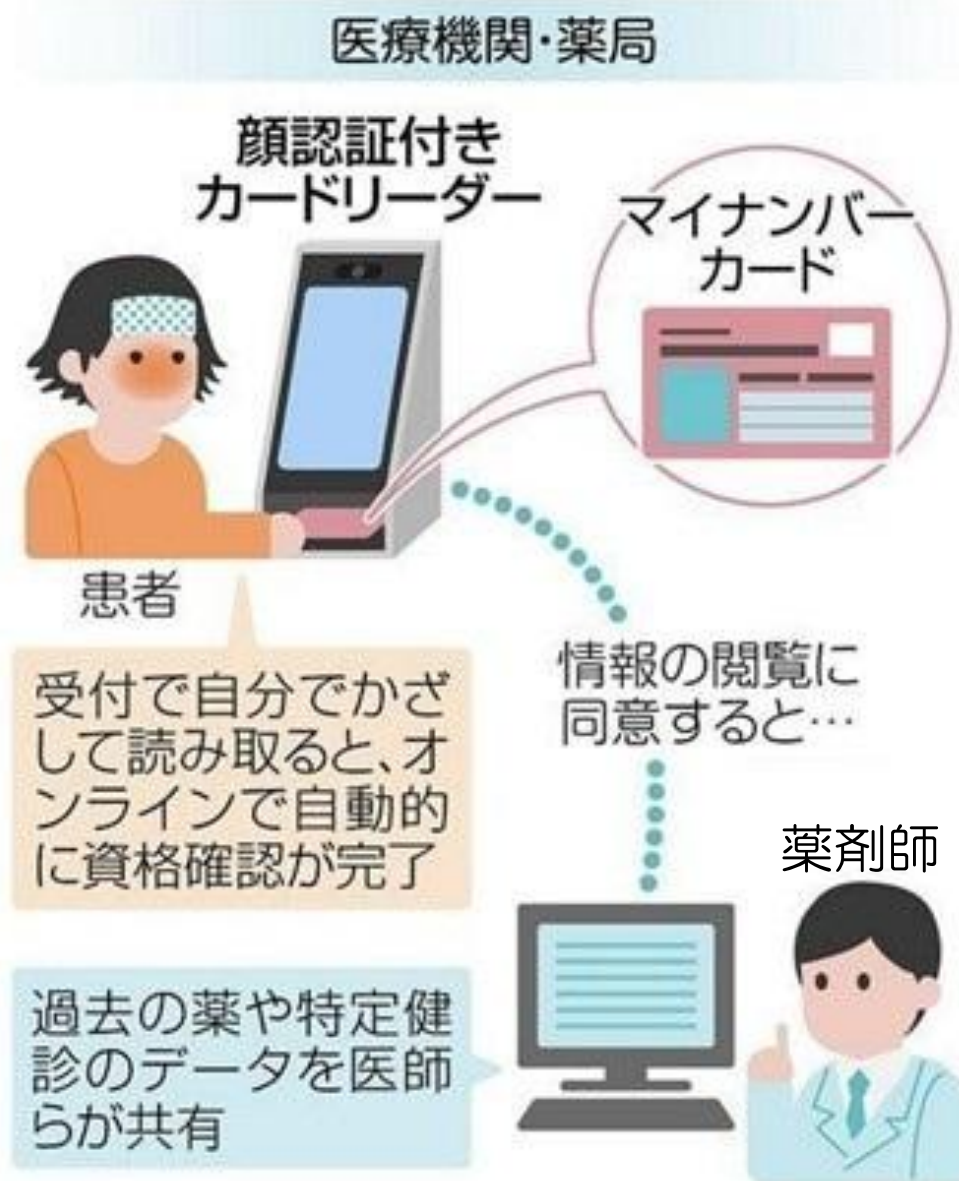 医療機関・薬局
顔認証付き
カードリーダー
マイナンバー
カード
患者
受付で自分でかざ
して読み取ると、オ
ンラインで自動的
に資格確認が完了
情報の閲覧に
同意すると…
薬剤師
過去の薬や特定健
診のデータを医師
らが共有